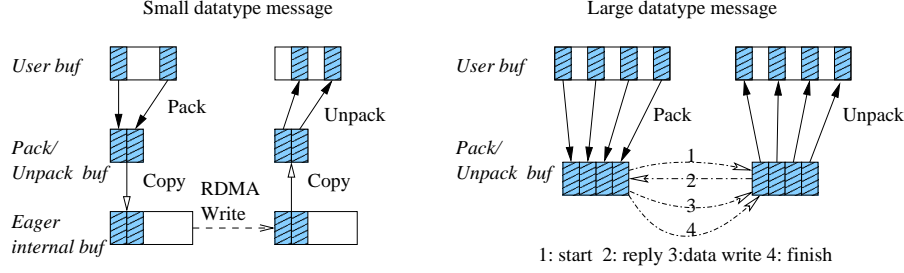 Small datatype message
User buf
Pack
Unpack
Pack/
Unpack buf
Copy
RDMA
Write
Copy
Eager
internal buf
Large datatype message
User buf
Pack
Unpack
Pack/
Unpack buf
1
2
3
4
1: start 2: reply 3:data write 4: finish